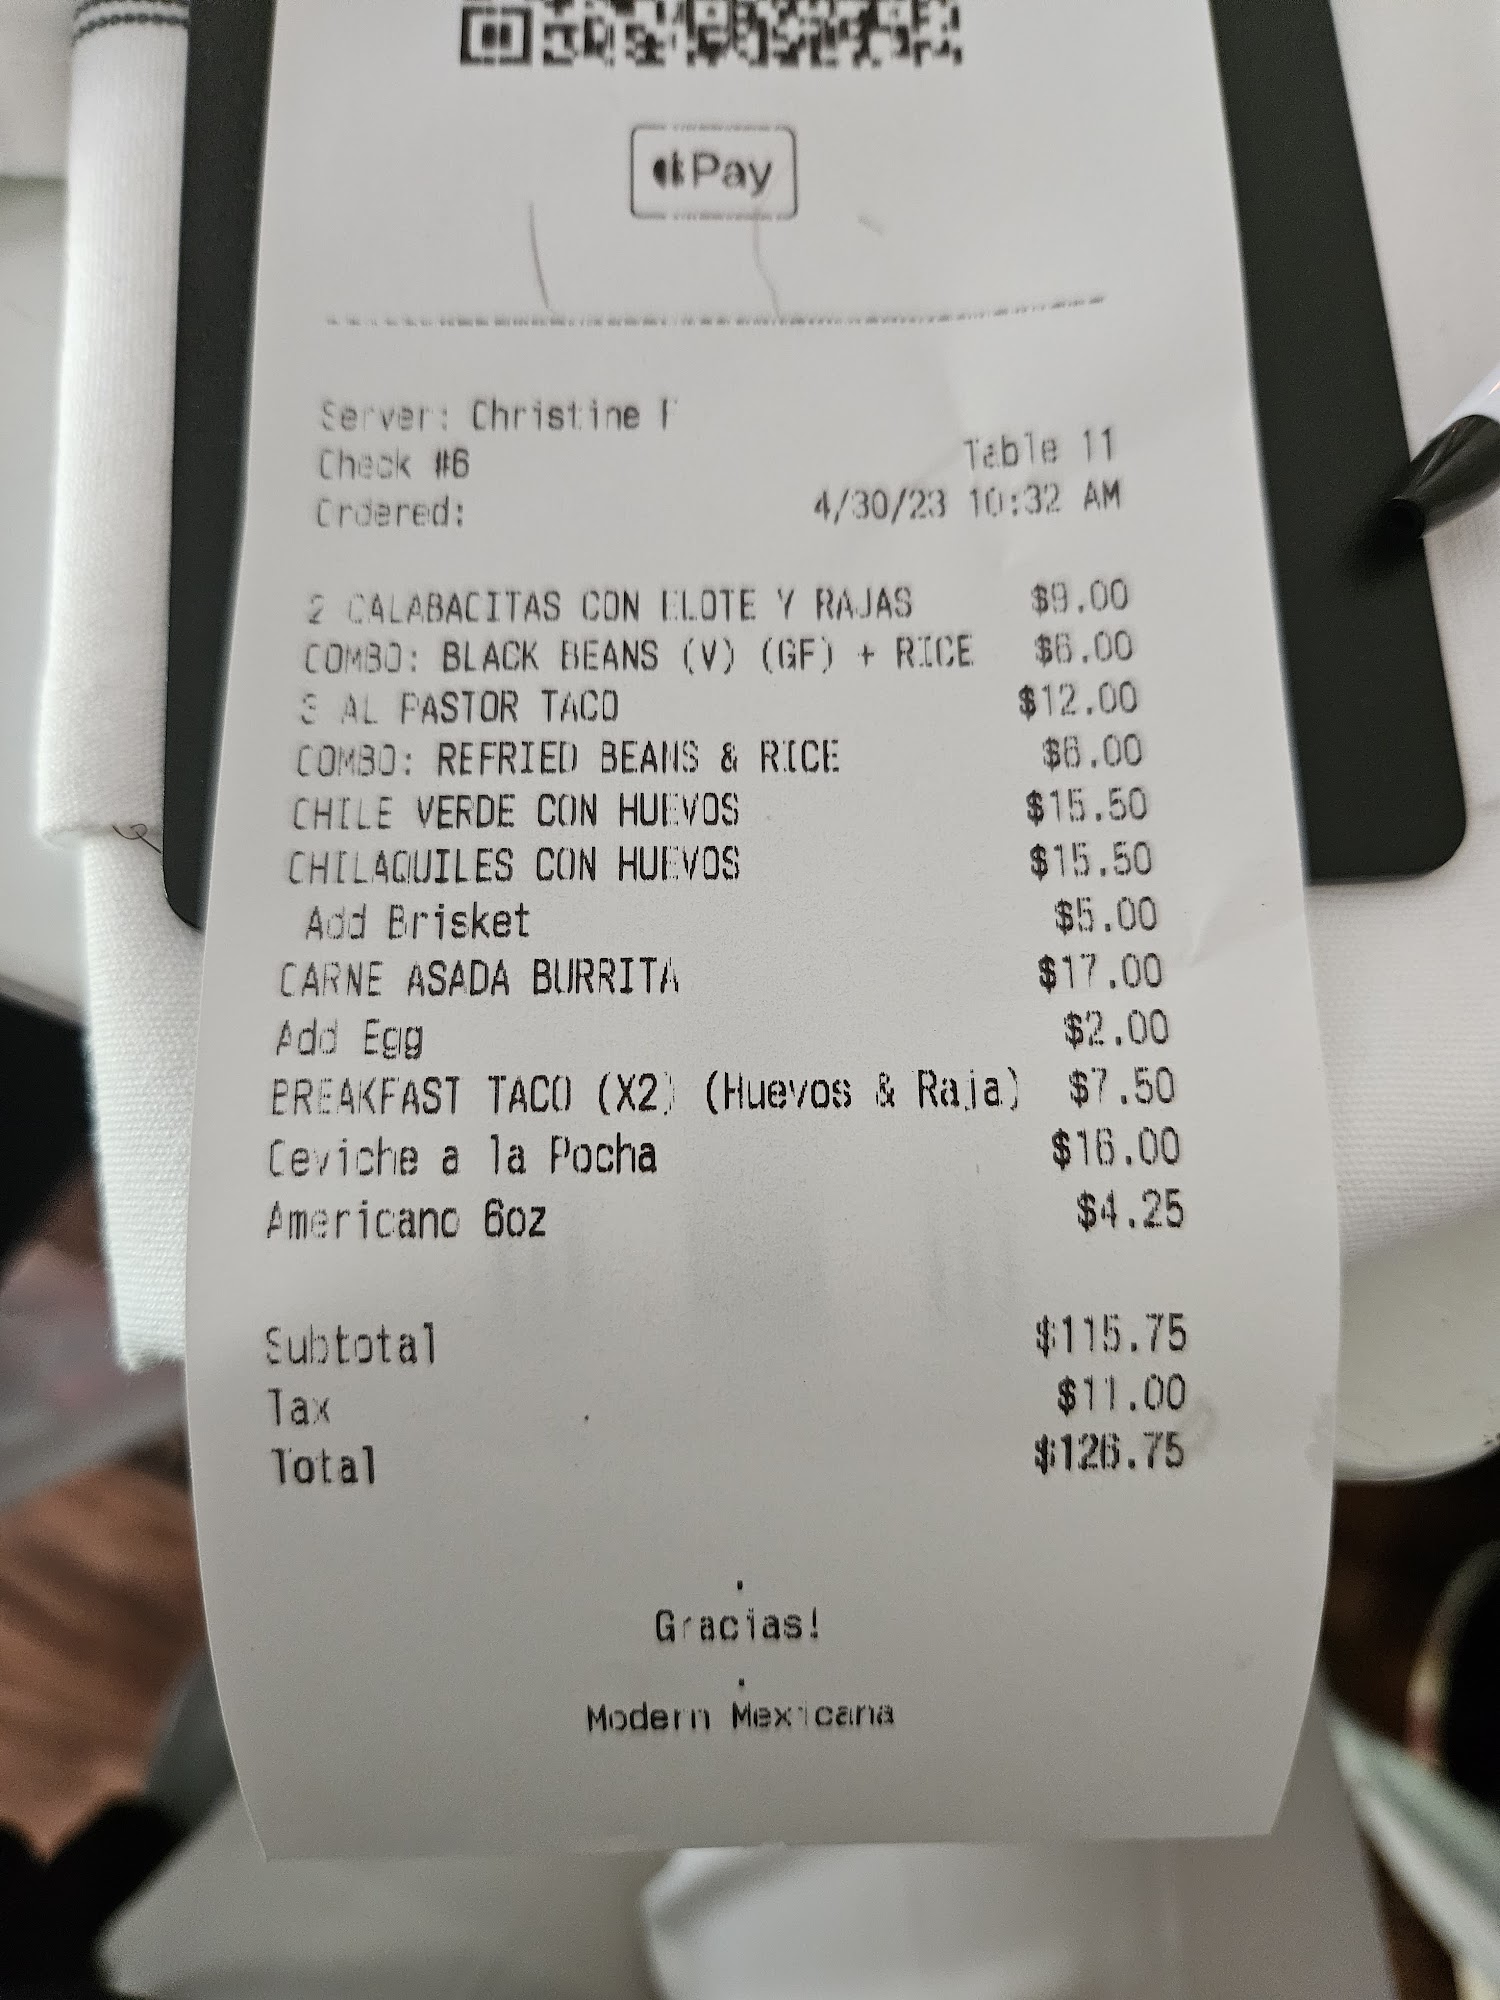 Pay
Server: Christine F
Check #6 Table 11
Ordered: 4/30/23 10:32 AM
2 CALABACITAS CON ELOTE Y RAJAS $9.00
COMBO: BLACK BEANS (V) (GF) + RICE $6.00
3 AL PASTOR TACO $12.00
COMBO: REFRIED BEANS & RICE $6.00
CHILE VERDE CON HUEVOS $15.50
CHILAQUILES CON HUEVOS $15.50
Add Brisket $5.00
CARNE ASADA BURRITA $17.00
Add Egg $2.00
BREAKFAST TACO (X2) (Huevos & Raja) $7.50
Ceviche a la Pocha $16.00
Americano 6oz $4.25
Subtotal $115.75
Tax $11.00
Total $126.75
.
Gracias!
.
Modern Mexicana